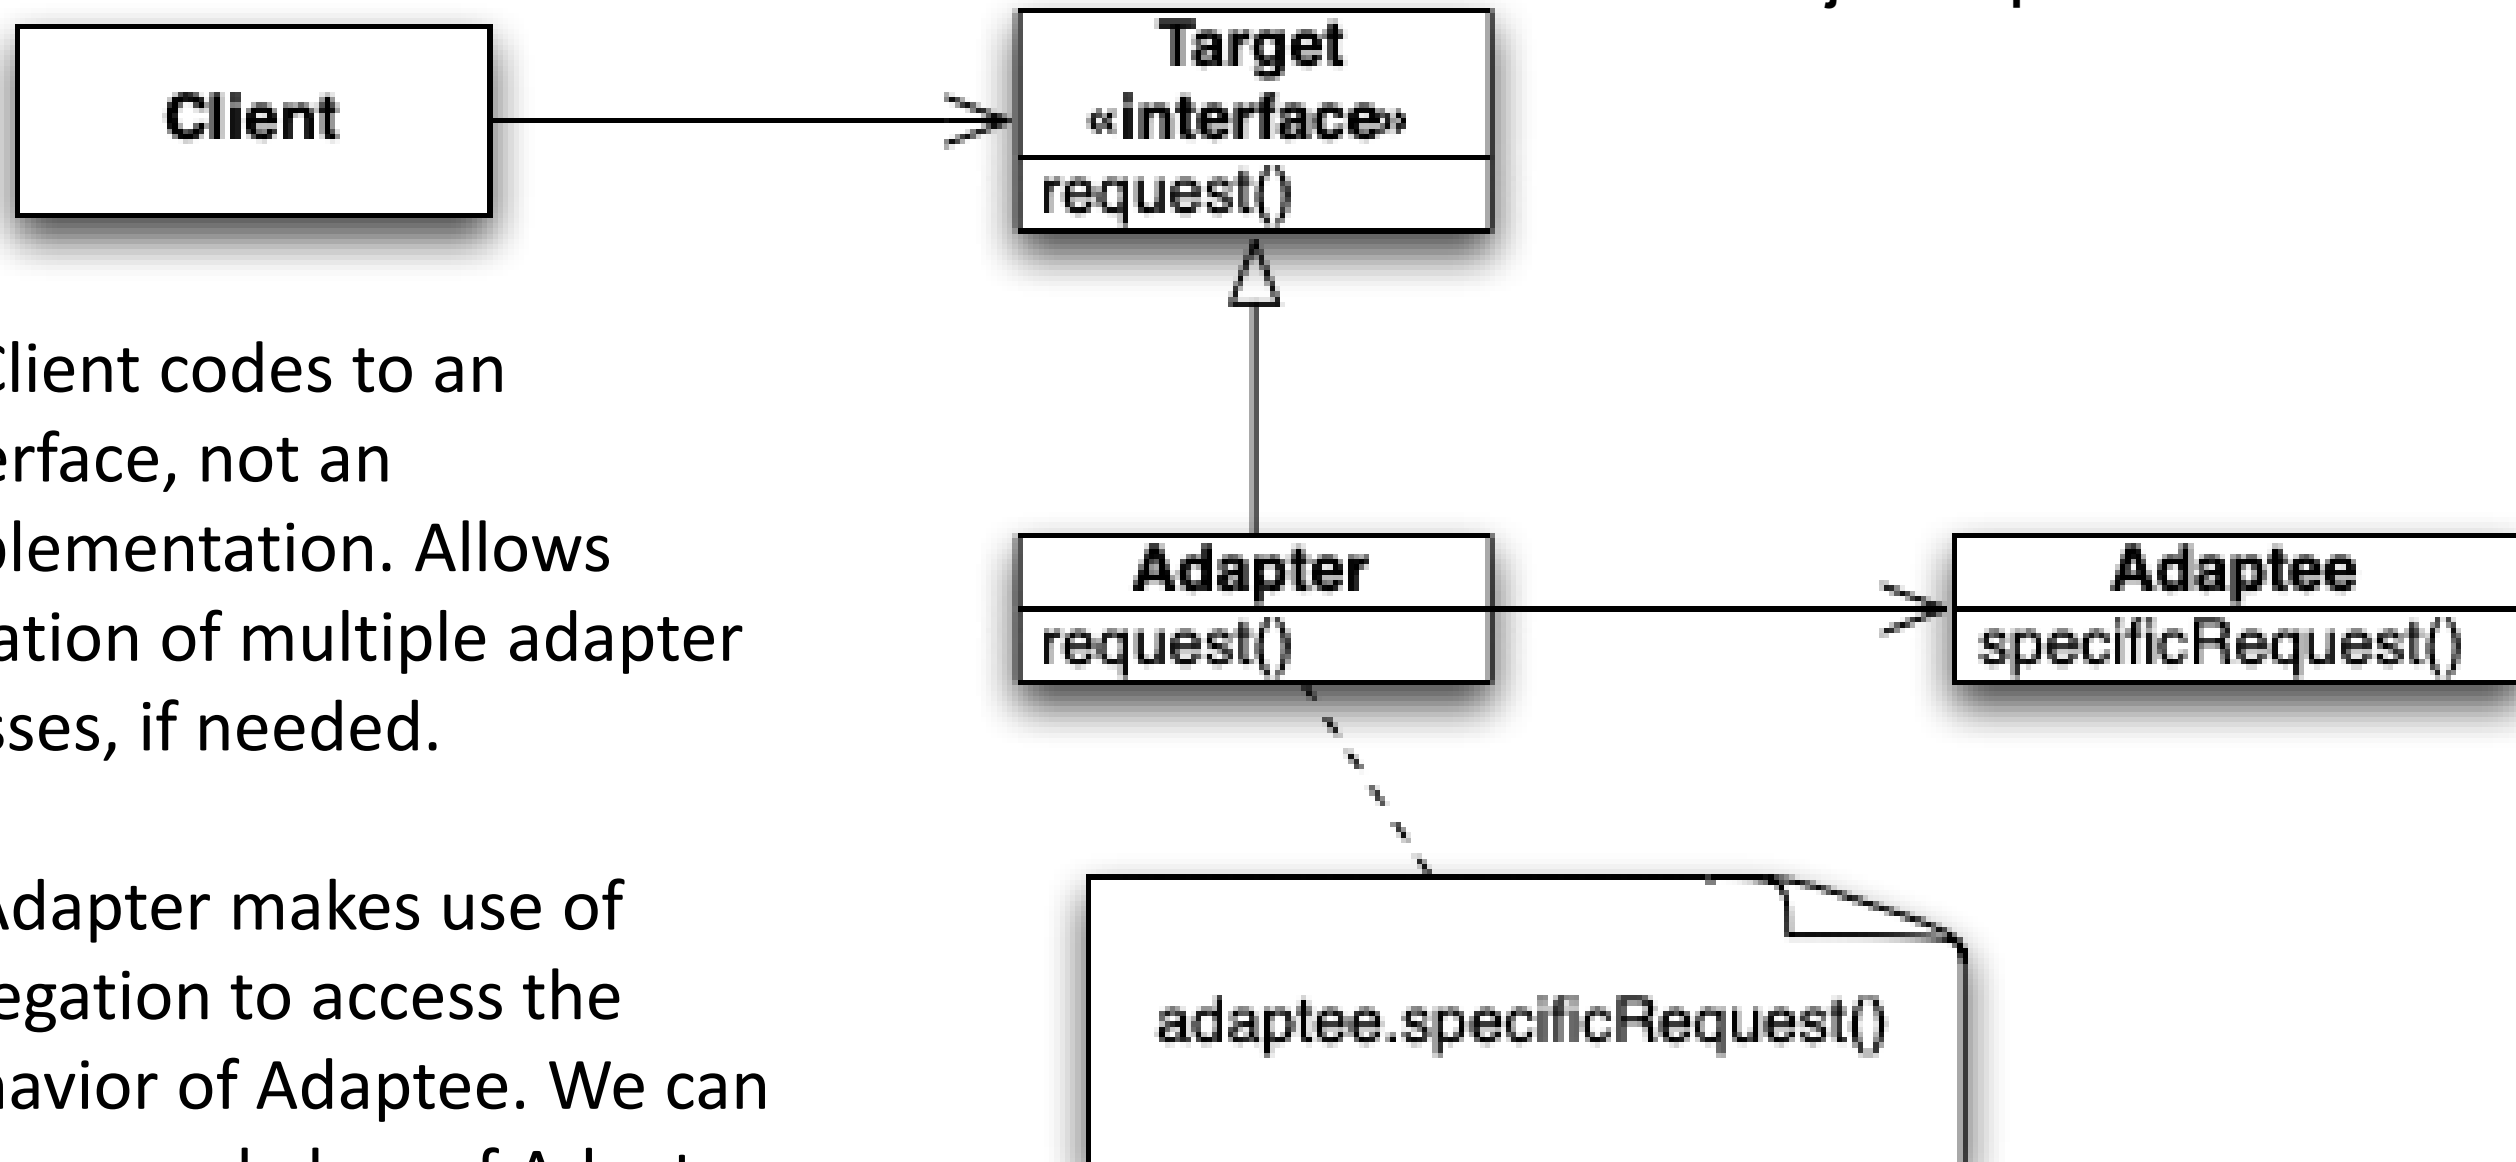 Client
Target
«interface»
request()
Client codes to an
erface, not an
plementation. Allows
ation of multiple adapter
sses, if needed.
Adapter
request()
Adaptee
specificRequest()
Adapter makes use of
egation to access the
avior of Adaptee. We can
adaptee.specificRequest()